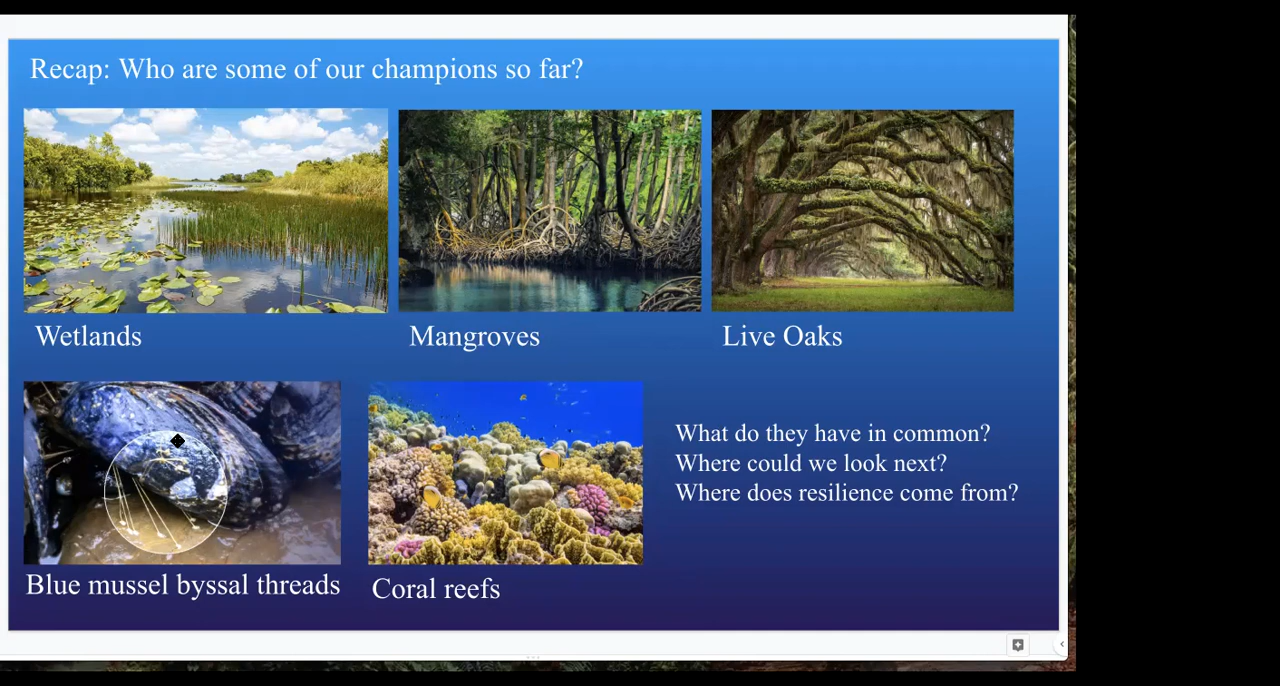 Recap: Who are some of our champions so far?
Wetlands
Mangroves
Live Oaks
Blue mussel byssal threads
Coral reefs
What do they have in common?
Where could we look next?
Where does resilience come from?